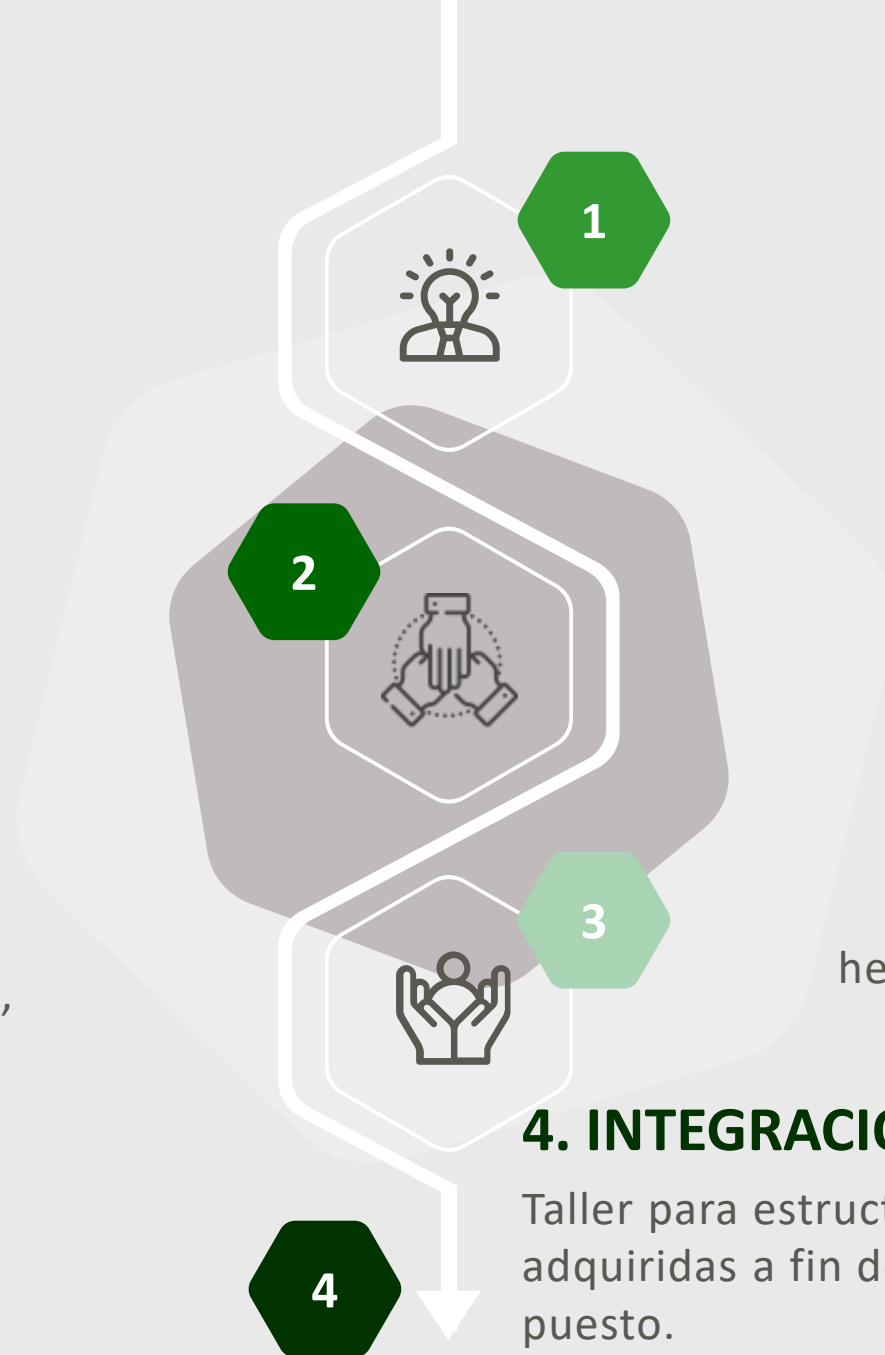 1
2
3
he
,
4. INTEGRACIO
Taller para estruct
adquiridas a fin d
puesto.
4